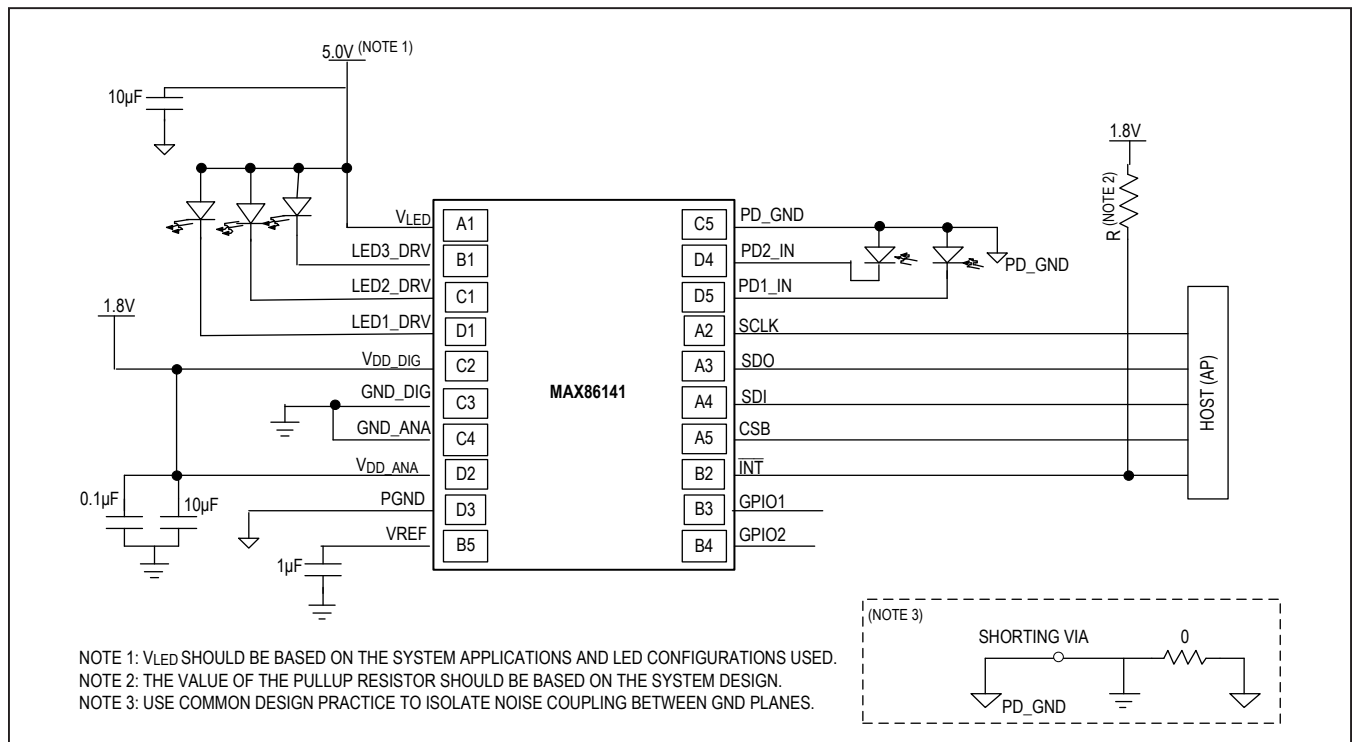 5.0V (NOTE 1)
10µF
1.8V
R (NOTE 2)
VLED
A1
LED3_DRV
B1
LED2_DRV
C1
LED1_DRV
D1
1.8V
VDD_DIG
C2
GND_DIG
C3
GND_ANA
C4
VDD_ANA
D2
0.1µF
10µF
PGND
D3
VREF
B5
1µF
MAX86141
C5
PD_GND
D4
PD2_IN
PD_GND
D5
PD1_IN
A2
SCLK
A3
SDO
A4
SDI
A5
CSB
B2
INT
B3
GPIO1
B4
GPIO2
HOST (AP)
NOTE 1: VLED SHOULD BE BASED ON THE SYSTEM APPLICATIONS AND LED CONFIGURATIONS USED.
NOTE 2: THE VALUE OF THE PULLUP RESISTOR SHOULD BE BASED ON THE SYSTEM DESIGN.
NOTE 3: USE COMMON DESIGN PRACTICE TO ISOLATE NOISE COUPLING BETWEEN GND PLANES.
(NOTE 3)
SHORTING VIA
0
PD_GND